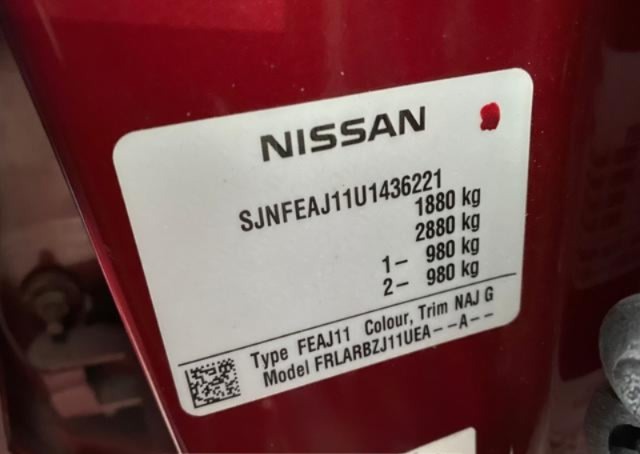 NISSAN
SJNFEAJ11U1436221
1880 kg
2880 kg
1- 980 kg
2- 980 kg
Type FEAJ11 Colour, Trim NAJ G
Model FRLARBZJ11UEA--A--